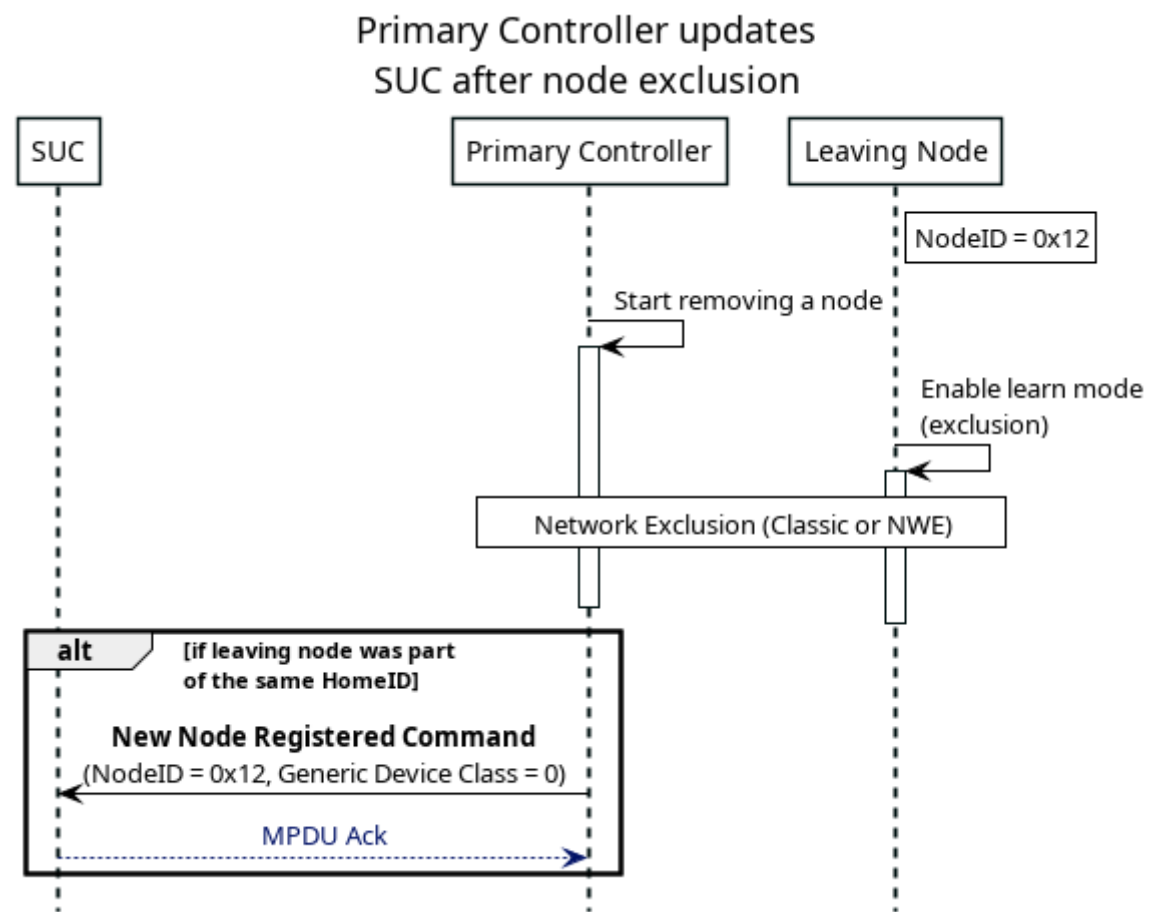 Primary Controller updates
SUC after node exclusion
SUC
Primary Controller
Leaving Node
NodeID = 0x12
Start removing a node
Enable learn mode
(exclusion)
Network Exclusion (Classic or NWE)
alt
[if leaving node was part
of the same HomeID]
New Node Registered Command
(NodeID = 0x12, Generic Device Class = 0)
MPDU Ack